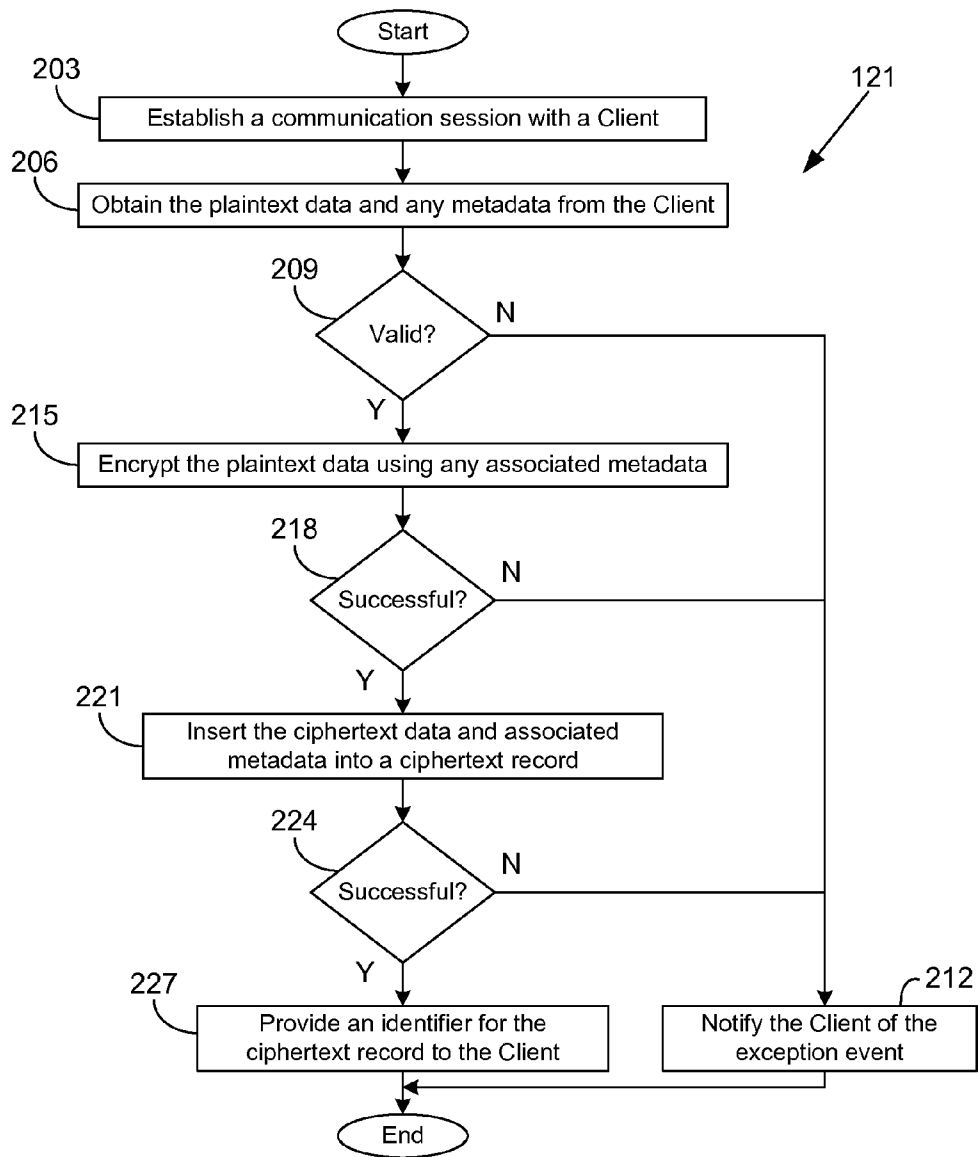 Start
203
121
Establish a communication session with a Client
206
Obtain the plaintext data and any metadata from the Client
209
N
Valid?
Y
215
Encrypt the plaintext data using any associated metadata
218
N
Successful?
Y
221
Insert the ciphertext data and associated
metadata into a ciphertext record
224
N
Successful?
Y
227
212
Provide an identifier for the
ciphertext record to the Client
Notify the Client of the
exception event
End